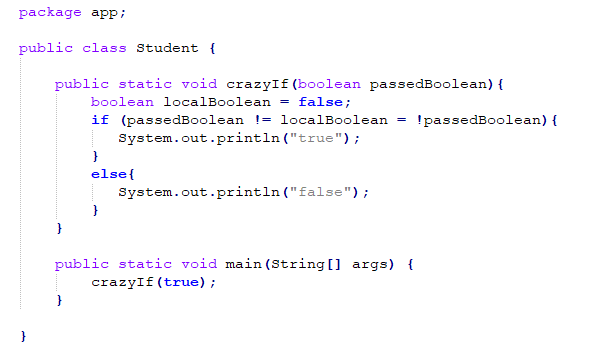 package app;
public class Student {
public static void crazyIf(boolean passedBoolean){
boolean localBoolean = false;
if (passedBoolean != localBoolean = !passedBoolean){
System.out.println("true");
}
else{
System.out.println("false");
}
}
public static void main(String[] args) {
crazyIf(true);
}
}